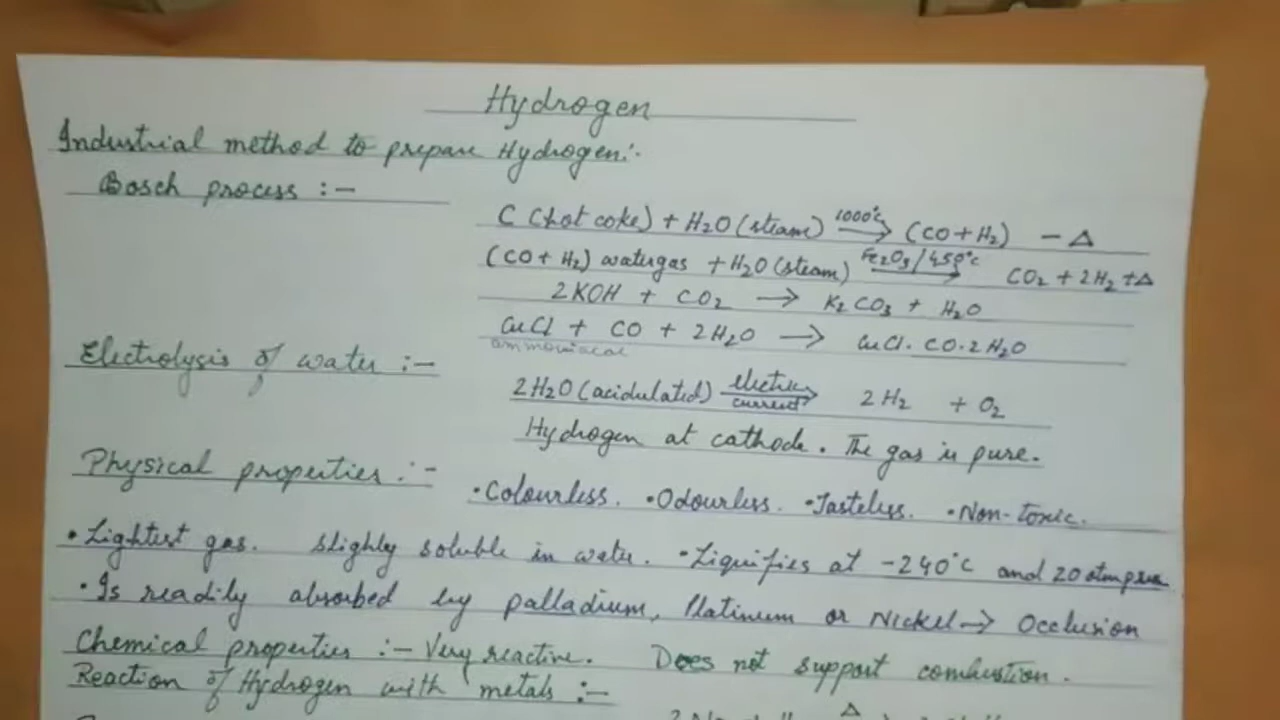 Hydrogen
Industrial method to prepare Hydrogen:-
Bosch process :-
C (hot coke) + H2O (steam) 1000°C → (CO + H2) - Δ
(CO + H2) watergas + H2O (steam) Fe2O3/450°C → CO2 + 2H2 + Δ
2KOH + CO2 → K2CO3 + H2O
CuCl + CO + 2H2O → CuCl.CO.2H2O
ammoniacal
Electrolysis of water :-
2H2O (acidulated) electric current → 2H2 + O2
Hydrogen at cathode. The gas is pure.
Physical properties :-
•Colourless. •Odourless. •Tasteless. •Non-toxic.
•Lightest gas. Slighly soluble in water. •Liquifies at -240°C and 20 atm
•Is readily absorbed by palladium, Platinum or Nickel → Occlusion
Chemical properties :- Very reactive. Does not support combustion.
Reaction of Hydrogen with metals :-